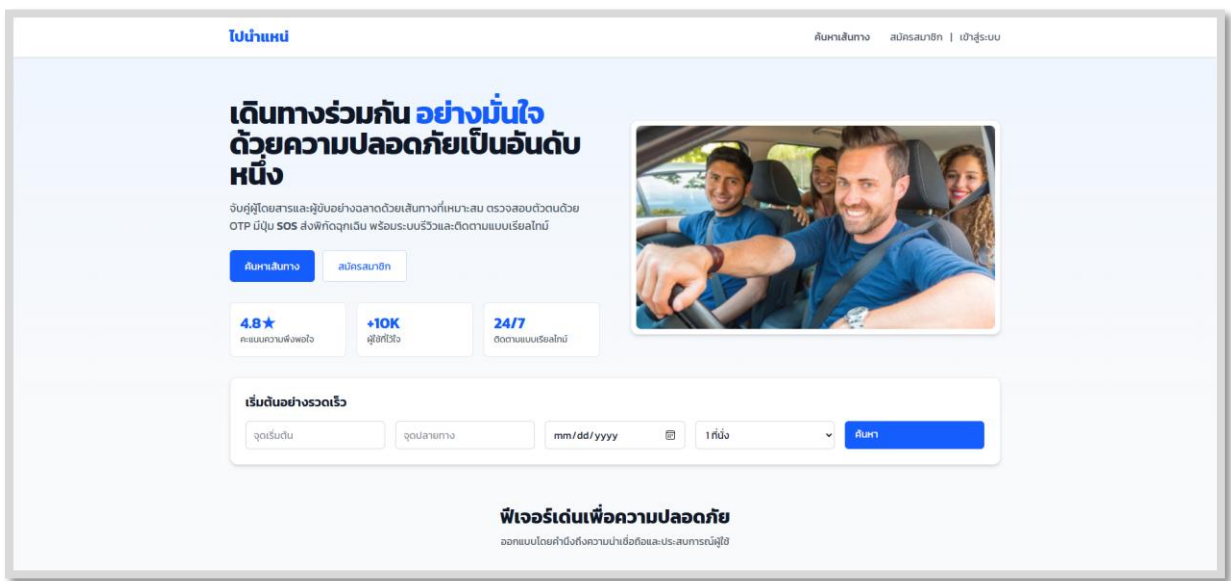 ไปนำแหน่
ค้นหาเส้นทาง สมัครสมาชิก | เข้าสู่ระบบ
เดินทางร่วมกัน อย่างมั่นใจ
ด้วยความปลอดภัยเป็นอันดับ
หนึ่ง
จับคู่ผู้โดยสารและผู้ขับอย่างฉลาดด้วยเส้นทางที่เหมาะสม ตรวจสอบตัวตนด้วย
OTP มีปุ่ม SOS ส่งพิกัดฉุกเฉิน พร้อมระบบรีวิวและติดตามแบบเรียลไทม์
ค้นหาเส้นทาง สมัครสมาชิก
4.8★ +10K 24/7
คะแนนความพึงพอใจ ผู้ใช้ที่ไว้ใจ ติดตามแบบเรียลไทม์
เริ่มต้นอย่างรวดเร็ว
จุดเริ่มต้น จุดปลายทาง mm/dd/yyyy 1 ที่นั่ง ค้นหา
ฟีเจอร์เด่นเพื่อความปลอดภัย
ออกแบบโดยคำนึงถึงความน่าเชื่อถือและประสบการณ์ผู้ใช้